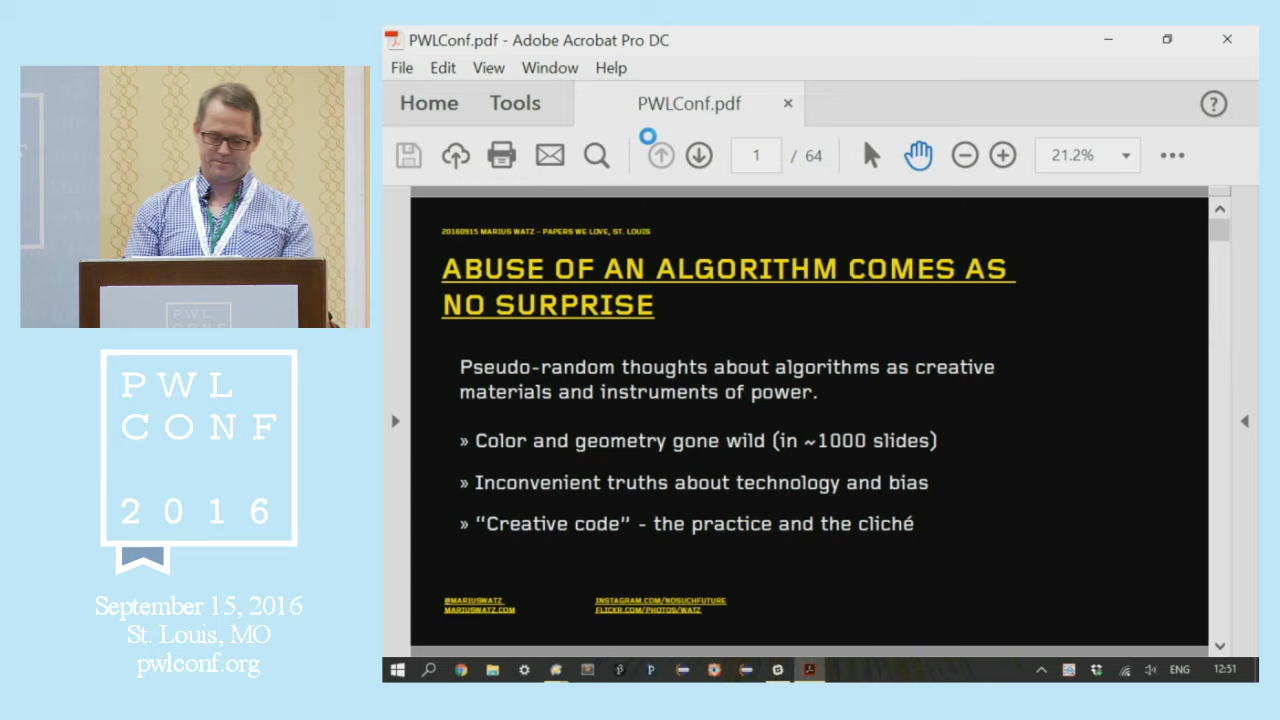 PWLConf.pdf - Adobe Acrobat Pro DC
File Edit View Window Help
Home Tools PWLConf.pdf
1 / 64 21.2%
20160915 MARIUS WATZ - PAPERS WE LOVE, ST. LOUIS
ABUSE OF AN ALGORITHM COMES AS
NO SURPRISE
Pseudo-random thoughts about algorithms as creative
materials and instruments of power.
» Color and geometry gone wild (in ~1000 slides)
» Inconvenient truths about technology and bias
» “Creative code” - the practice and the cliché
@MARIUSWATZ
MARIUSWATZ.COM
INSTAGRAM.COM/NOSUCHFUTURE
FLICKR.COM/PHOTOS/WATZ
ENG 12:51
PWL
CONF
PWL
CONF
2016
September 15, 2016
St. Louis, MO
pwlconf.org